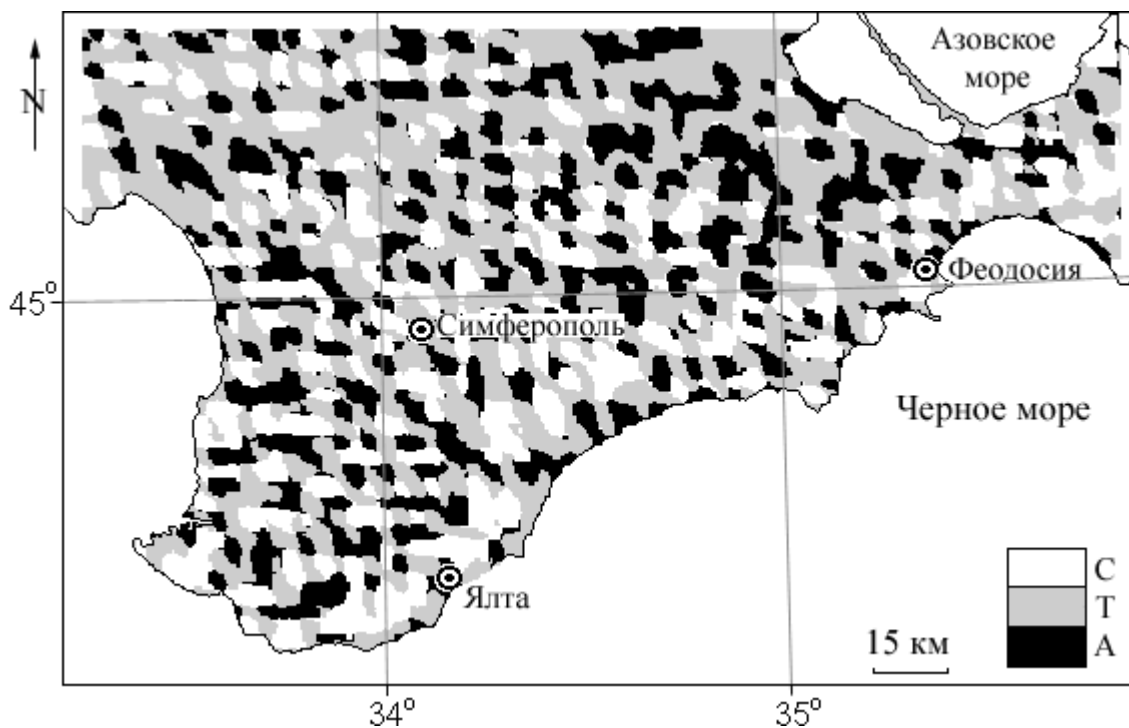 Азовское
море
N
Феодосия
45°
Симферополь
Черное море
С
Т
Ялта
15 км
А
34°
35°